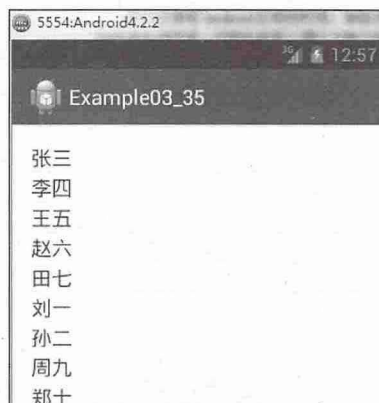 5554:Android4.2.2
3G 12:57
Example03_35
张三
李四
王五
赵六
田七
刘一
孙二
周九
郑十